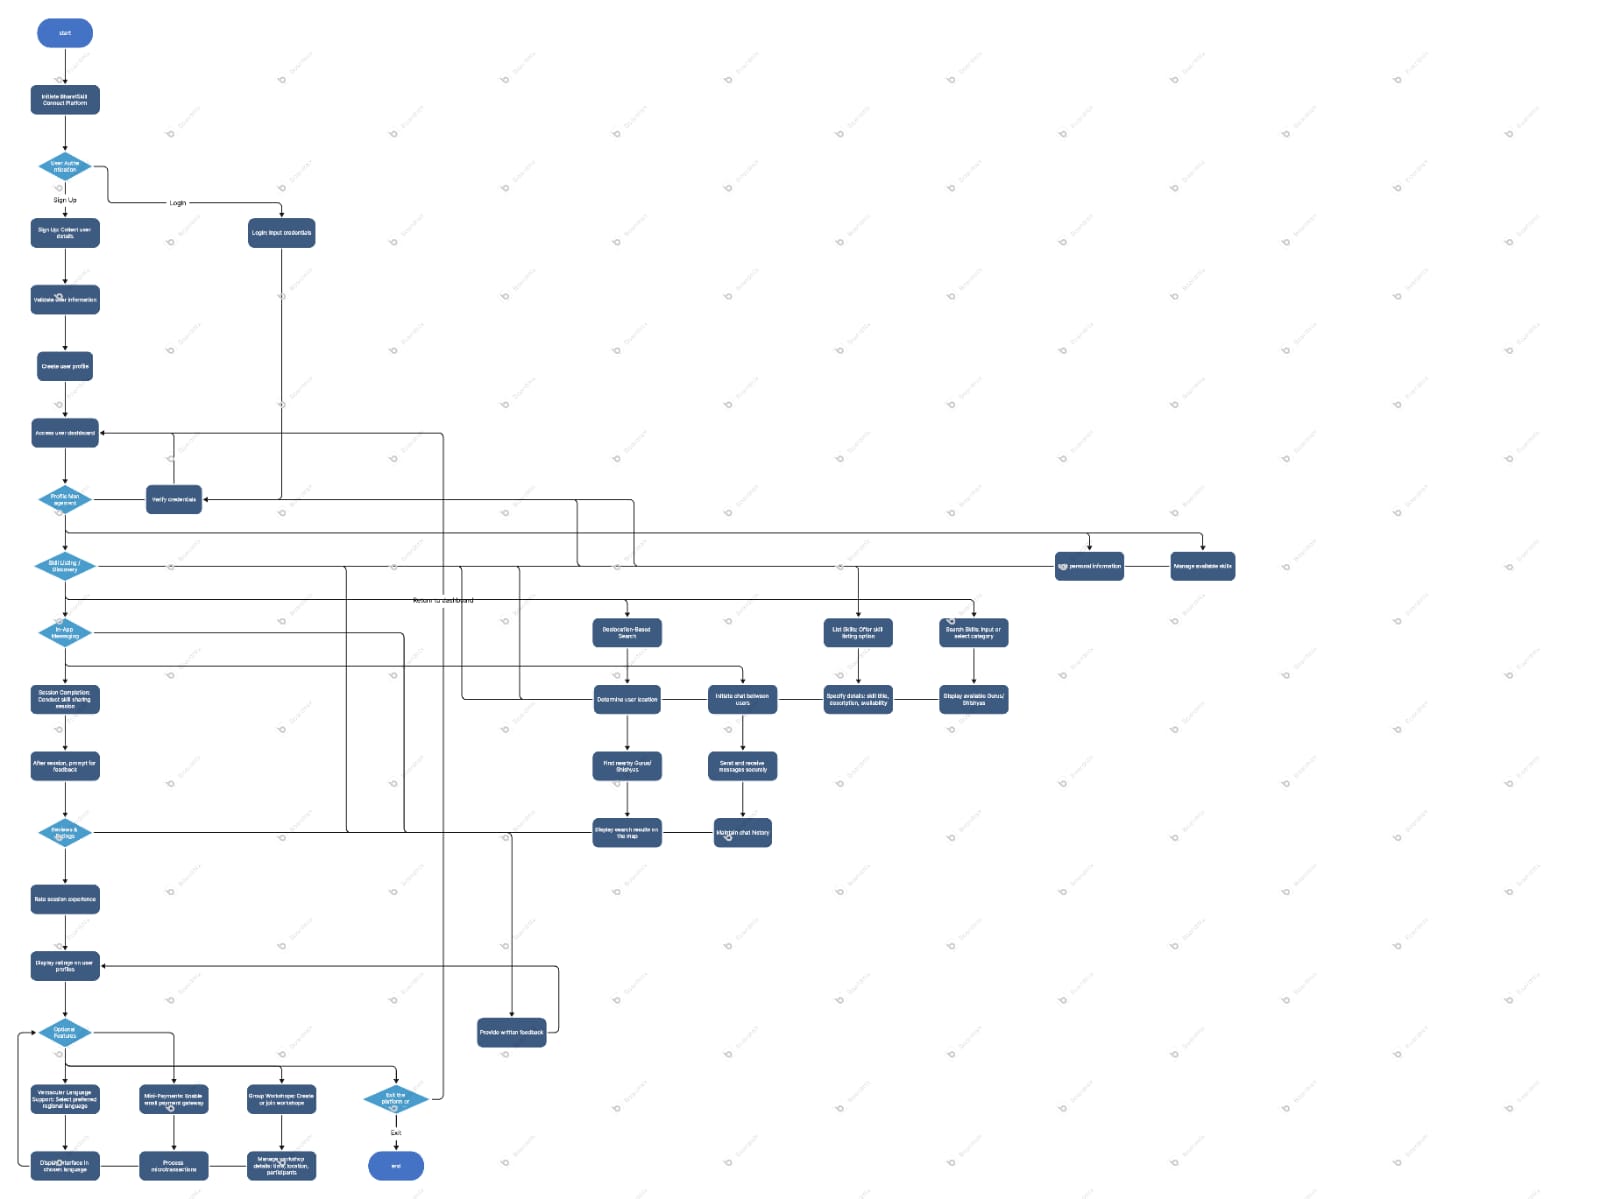 start
Initiate ShareSkill
Connect Platform
User Authe
ntication
Sign Up
Login
Sign Up: Collect user
details
Login: Input credentials
Validate user information
Create user profile
Access user dashboard
Profile Man
agement
Verify credentials
Skill Listing /
Discovery
personal information
Manage available skills
Return to dashboard
In-App
Messaging
Geolocation-Based
Search
List Skills: Offer skill
listing option
Search Skills: Input or
select category
Session Completion:
Conduct skill sharing
session
Determine user location
Initiate chat between
users
Specify details: skill title,
description, availability
Display available Gurus/
Shishyas
After session, prompt for
feedback
Find nearby Gurus/
Shishyas
Send and receive
messages securely
Reviews &
Ratings
Display search results on
the map
Maintain chat history
Rate session experience
Display ratings on user
profiles
Optional
Features
Provide written feedback
Vernacular Language
Support: Select preferred
regional language
Mini-Payments: Enable
small payment gateway
Group Workshops: Create
or join workshops
Exit the
platform or
Exit
Display interface in
chosen language
Process
microtransactions
Manage workshop
details: time, location,
participants
end